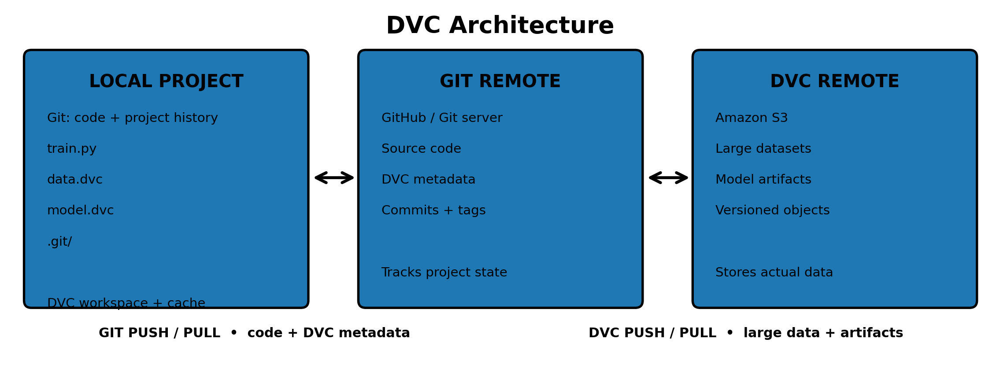 DVC Architecture
LOCAL PROJECT
Git: code + project history
train.py
data.dvc
model.dvc
.git/
DVC workspace + cache
GIT REMOTE
GitHub / Git server
Source code
DVC metadata
Commits + tags
Tracks project state
DVC REMOTE
Amazon S3
Large datasets
Model artifacts
Versioned objects
Stores actual data
GIT PUSH / PULL • code + DVC metadata
DVC PUSH / PULL • large data + artifacts